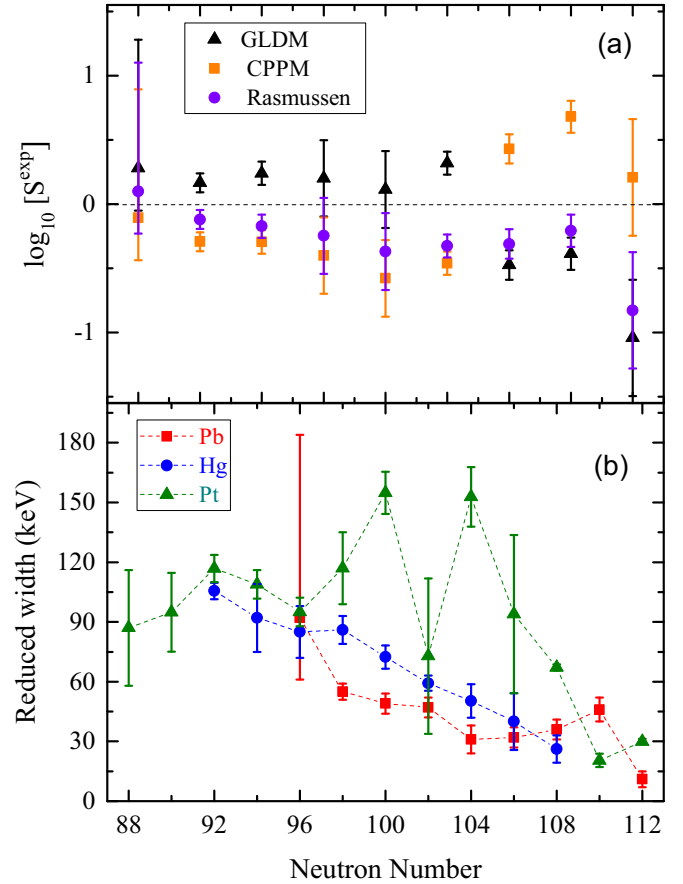 (a)
GLDM
CPPM
Rasmussen
1
0
-1
log₁₀ [S^exp]
(b)
Pb
Hg
Pt
180
150
120
90
60
30
0
Reduced width (keV)
88 92 96 100 104 108 112
Neutron Number